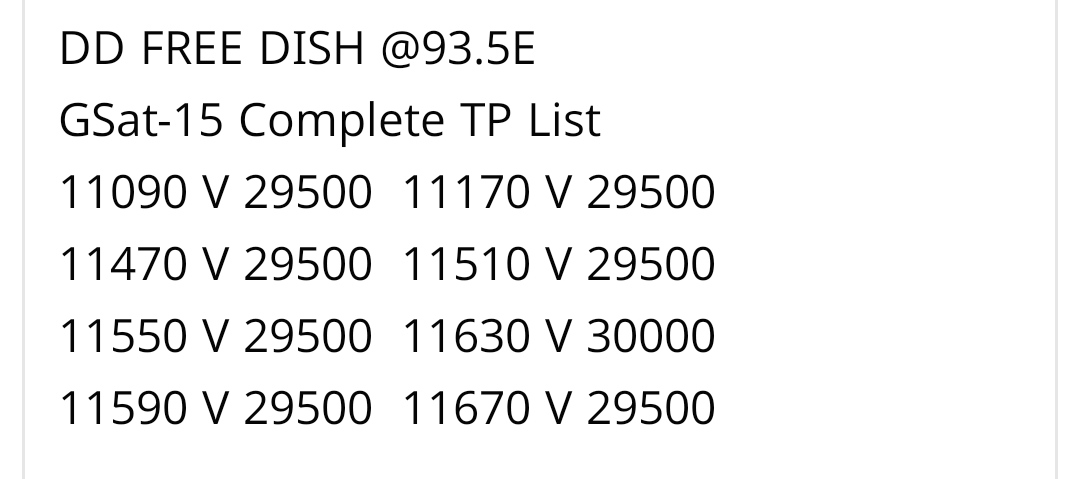 DD FREE DISH @93.5E
GSat-15 Complete TP List
11090 V 29500  11170 V 29500
11470 V 29500  11510 V 29500
11550 V 29500  11630 V 30000
11590 V 29500  11670 V 29500